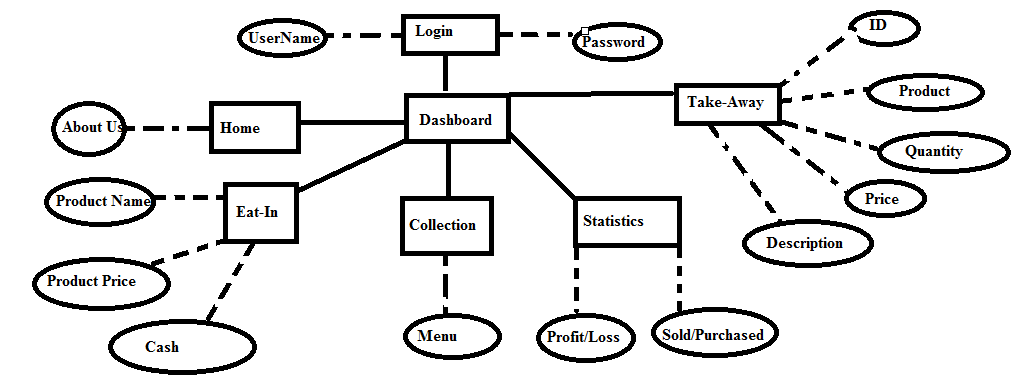 ID
UserName
Login
Password
Product
Take-Away
About Us
Home
Dashboard
Quantity
Product Name
Eat-In
Collection
Statistics
Price
Description
Product Price
Cash
Menu
Profit/Loss
Sold/Purchased